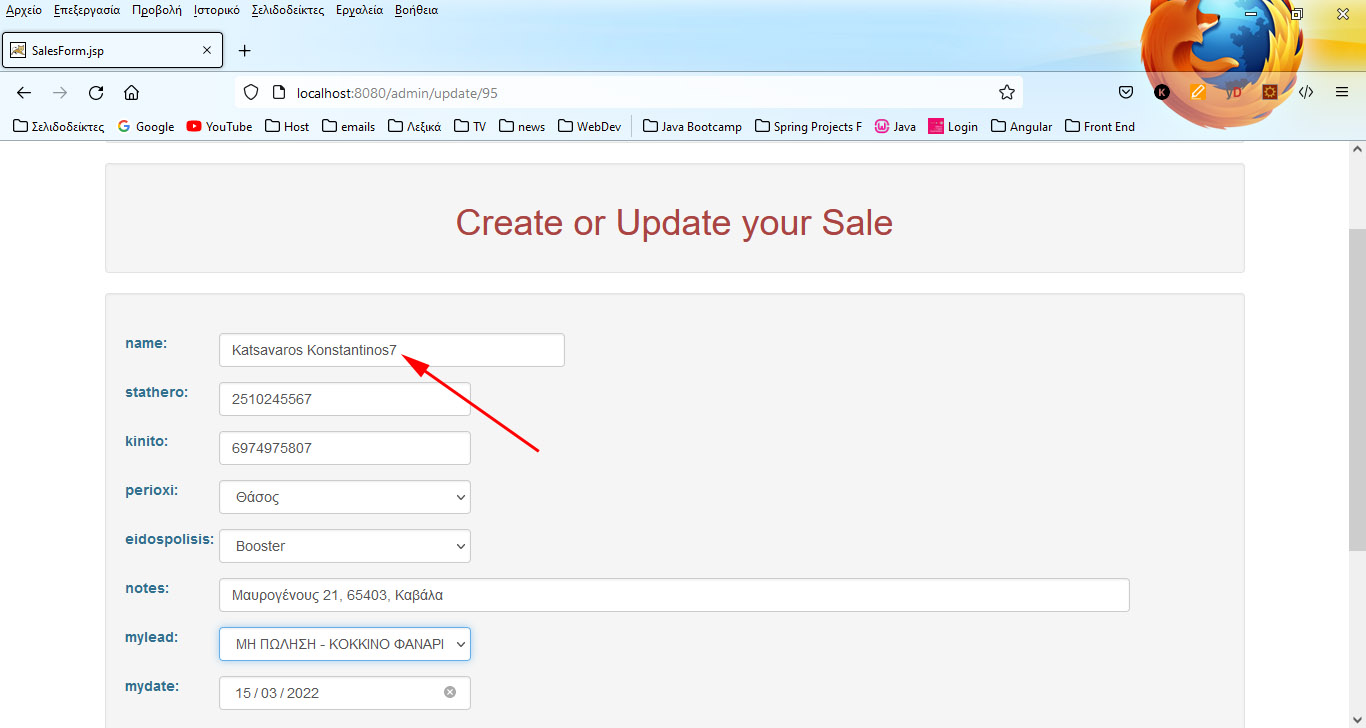 Αρχείο Επεξεργασία Προβολή Ιστορικό Σελιδοδείκτες Εργαλεία Βοήθεια
SalesForm.jsp
localhost:8080/admin/update/95
Σελιδοδείκτες Google YouTube Host emails Λεξικά TV news WebDev Java Bootcamp Spring Projects F Java Login Angular Front End
Create or Update your Sale
name: Katsavaros Konstantinos7
stathero: 2510245567
kinito: 6974975807
perioxi: Θάσος
eidospolisis: Booster
notes: Μαυρογένους 21, 65403, Καβάλα
mylead: ΜΗ ΠΩΛΗΣΗ - ΚΟΚΚΙΝΟ ΦΑΝΑΡΙ
mydate: 15 / 03 / 2022